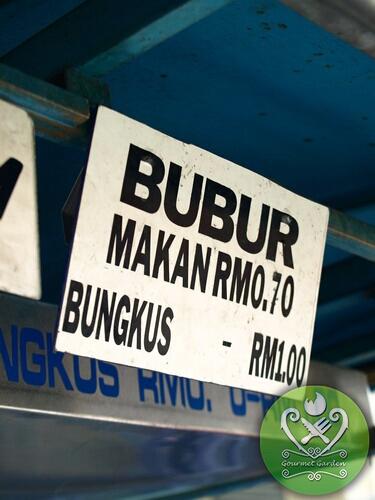 BUBUR
MAKAN RM0.70
BUNGKUS - RM1.00
NGKUS RM0.
Gourmet Garden